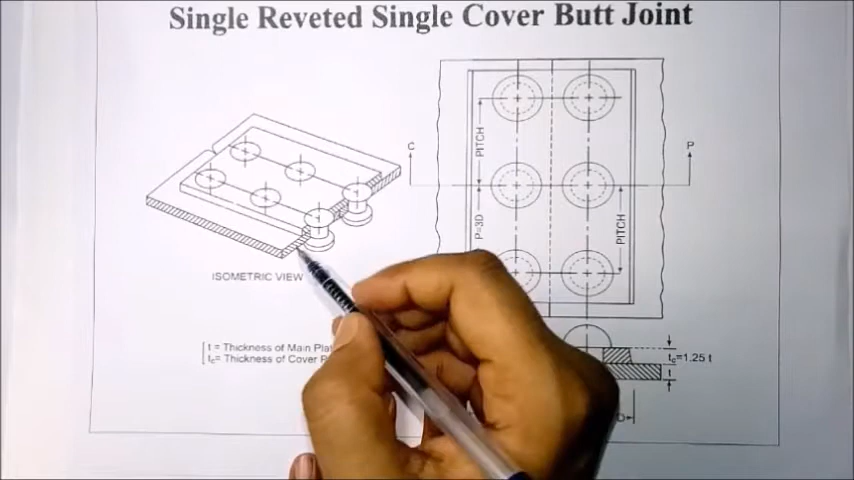 Single Reveted Single Cover Butt Joint
C
P
PITCH
P=3D
PITCH
ISOMETRIC VIEW
t = Thickness of Main
tc= Thickness of Cover
tc=1.25 t
t